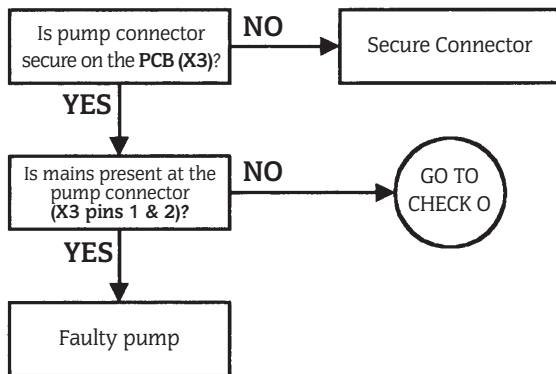 Is pump connector
secure on the PCB (X3)?
NO
Secure Connector
YES
Is mains present at the
pump connector
(X3 pins 1 & 2)?
NO
GO TO
CHECK O
YES
Faulty pump